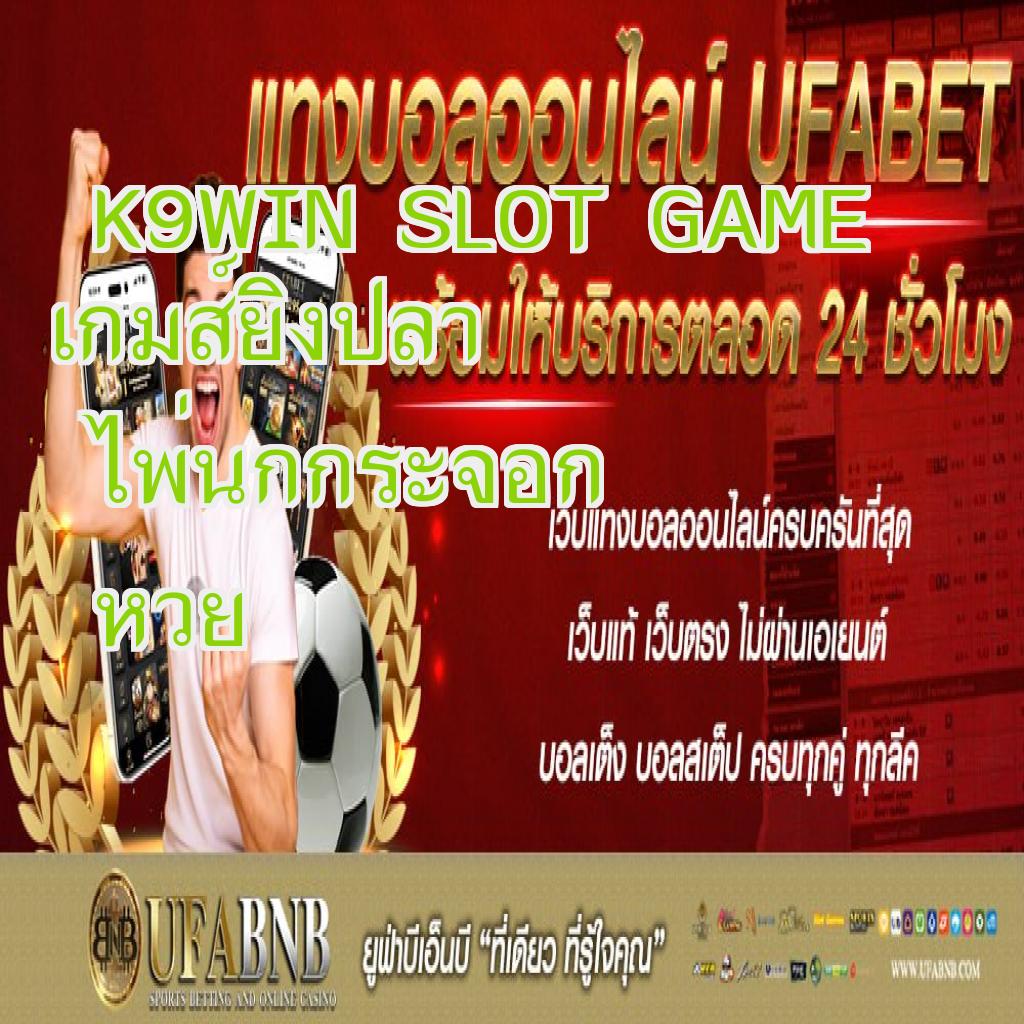 แทงบอลออนไลน์ UFABET
K9WIN SLOT GAME
เกมส์ยิงปลา
พร้อมให้บริการตลอด 24 ชั่วโมง
ไพ่นกกระจอก
เว็บแทงบอลออนไลน์ครบครันที่สุด
หวย
เว็บแท้ เว็บตรง ไม่ผ่านเอเยนต์
บอลเต็ง บอลสเต็ป ครบทุกคู่ ทุกลีค
BNB
UFABNB
SPORTS BETTING AND ONLINE CASINO
ยูฟ่าบีเอ็นบี “ที่เดียว ที่รู้ใจคุณ”
WWW.UFABNB.COM